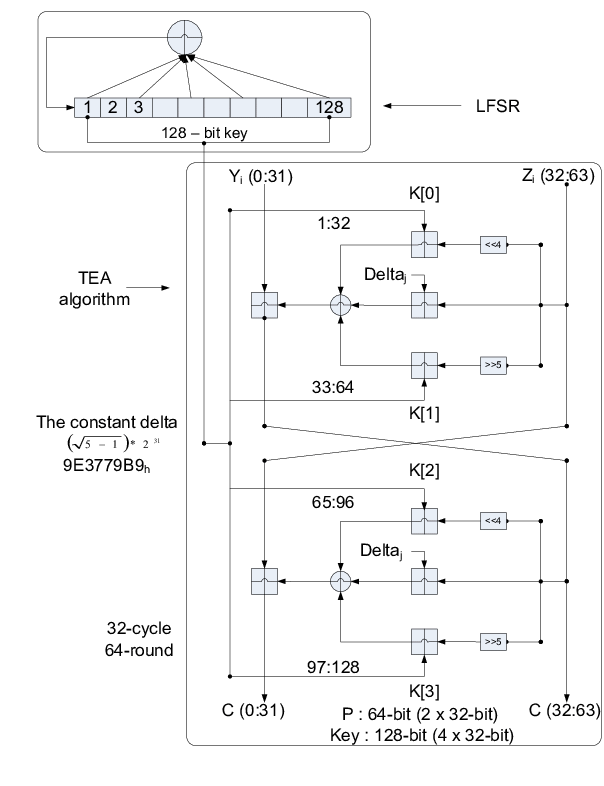 1 2 3 128
128 – bit key
LFSR
Yi (0:31)
Zi (32:63)
K[0]
1:32
<<4
TEA
algorithm
Deltaj
>>5
33:64
K[1]
The constant delta
(√5 − 1)* 2 31
9E3779B9h
K[2]
65:96
<<4
Deltaj
32-cycle
64-round
>>5
97:128
K[3]
C (0:31)
C (32:63)
P : 64-bit (2 x 32-bit)
Key : 128-bit (4 x 32-bit)